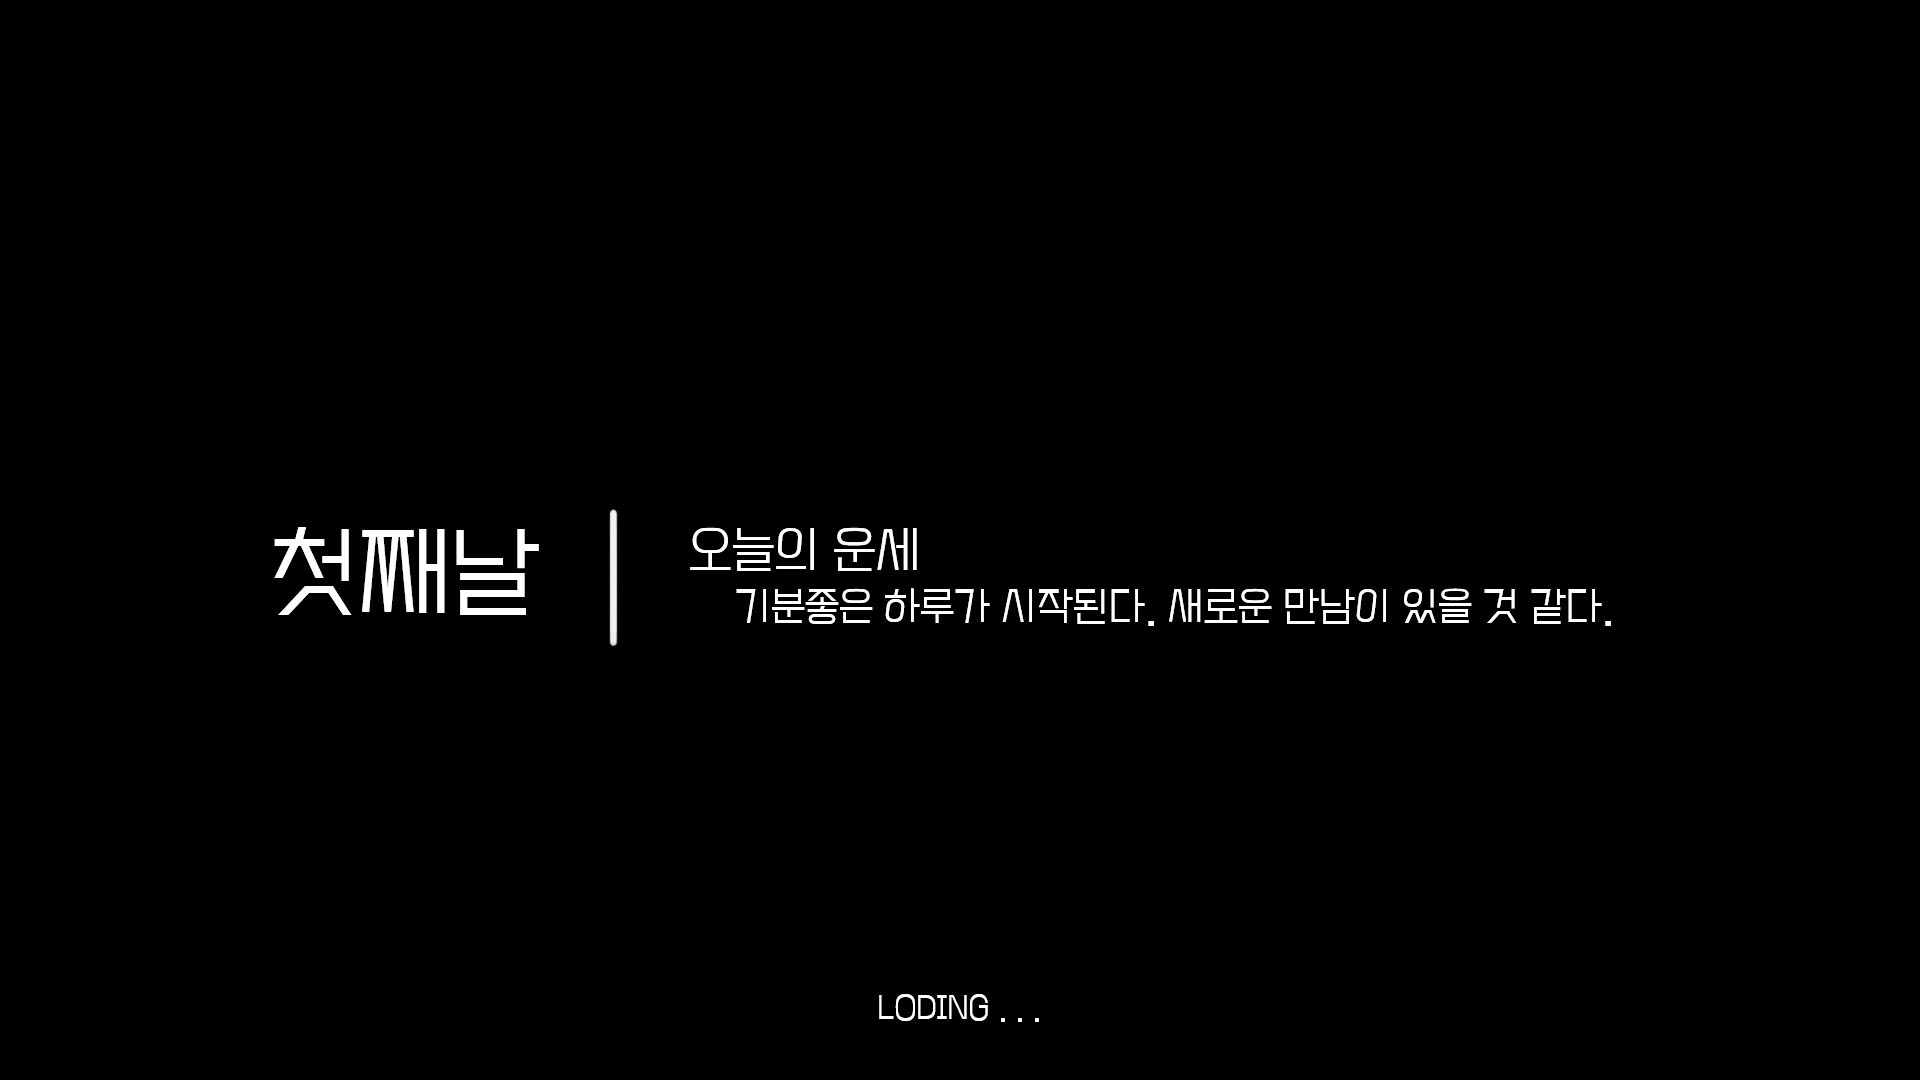 첫째날
오늘의 운세
기분좋은 하루가 시작된다. 새로운 만남이 있을 것 같다.
LODING . . .